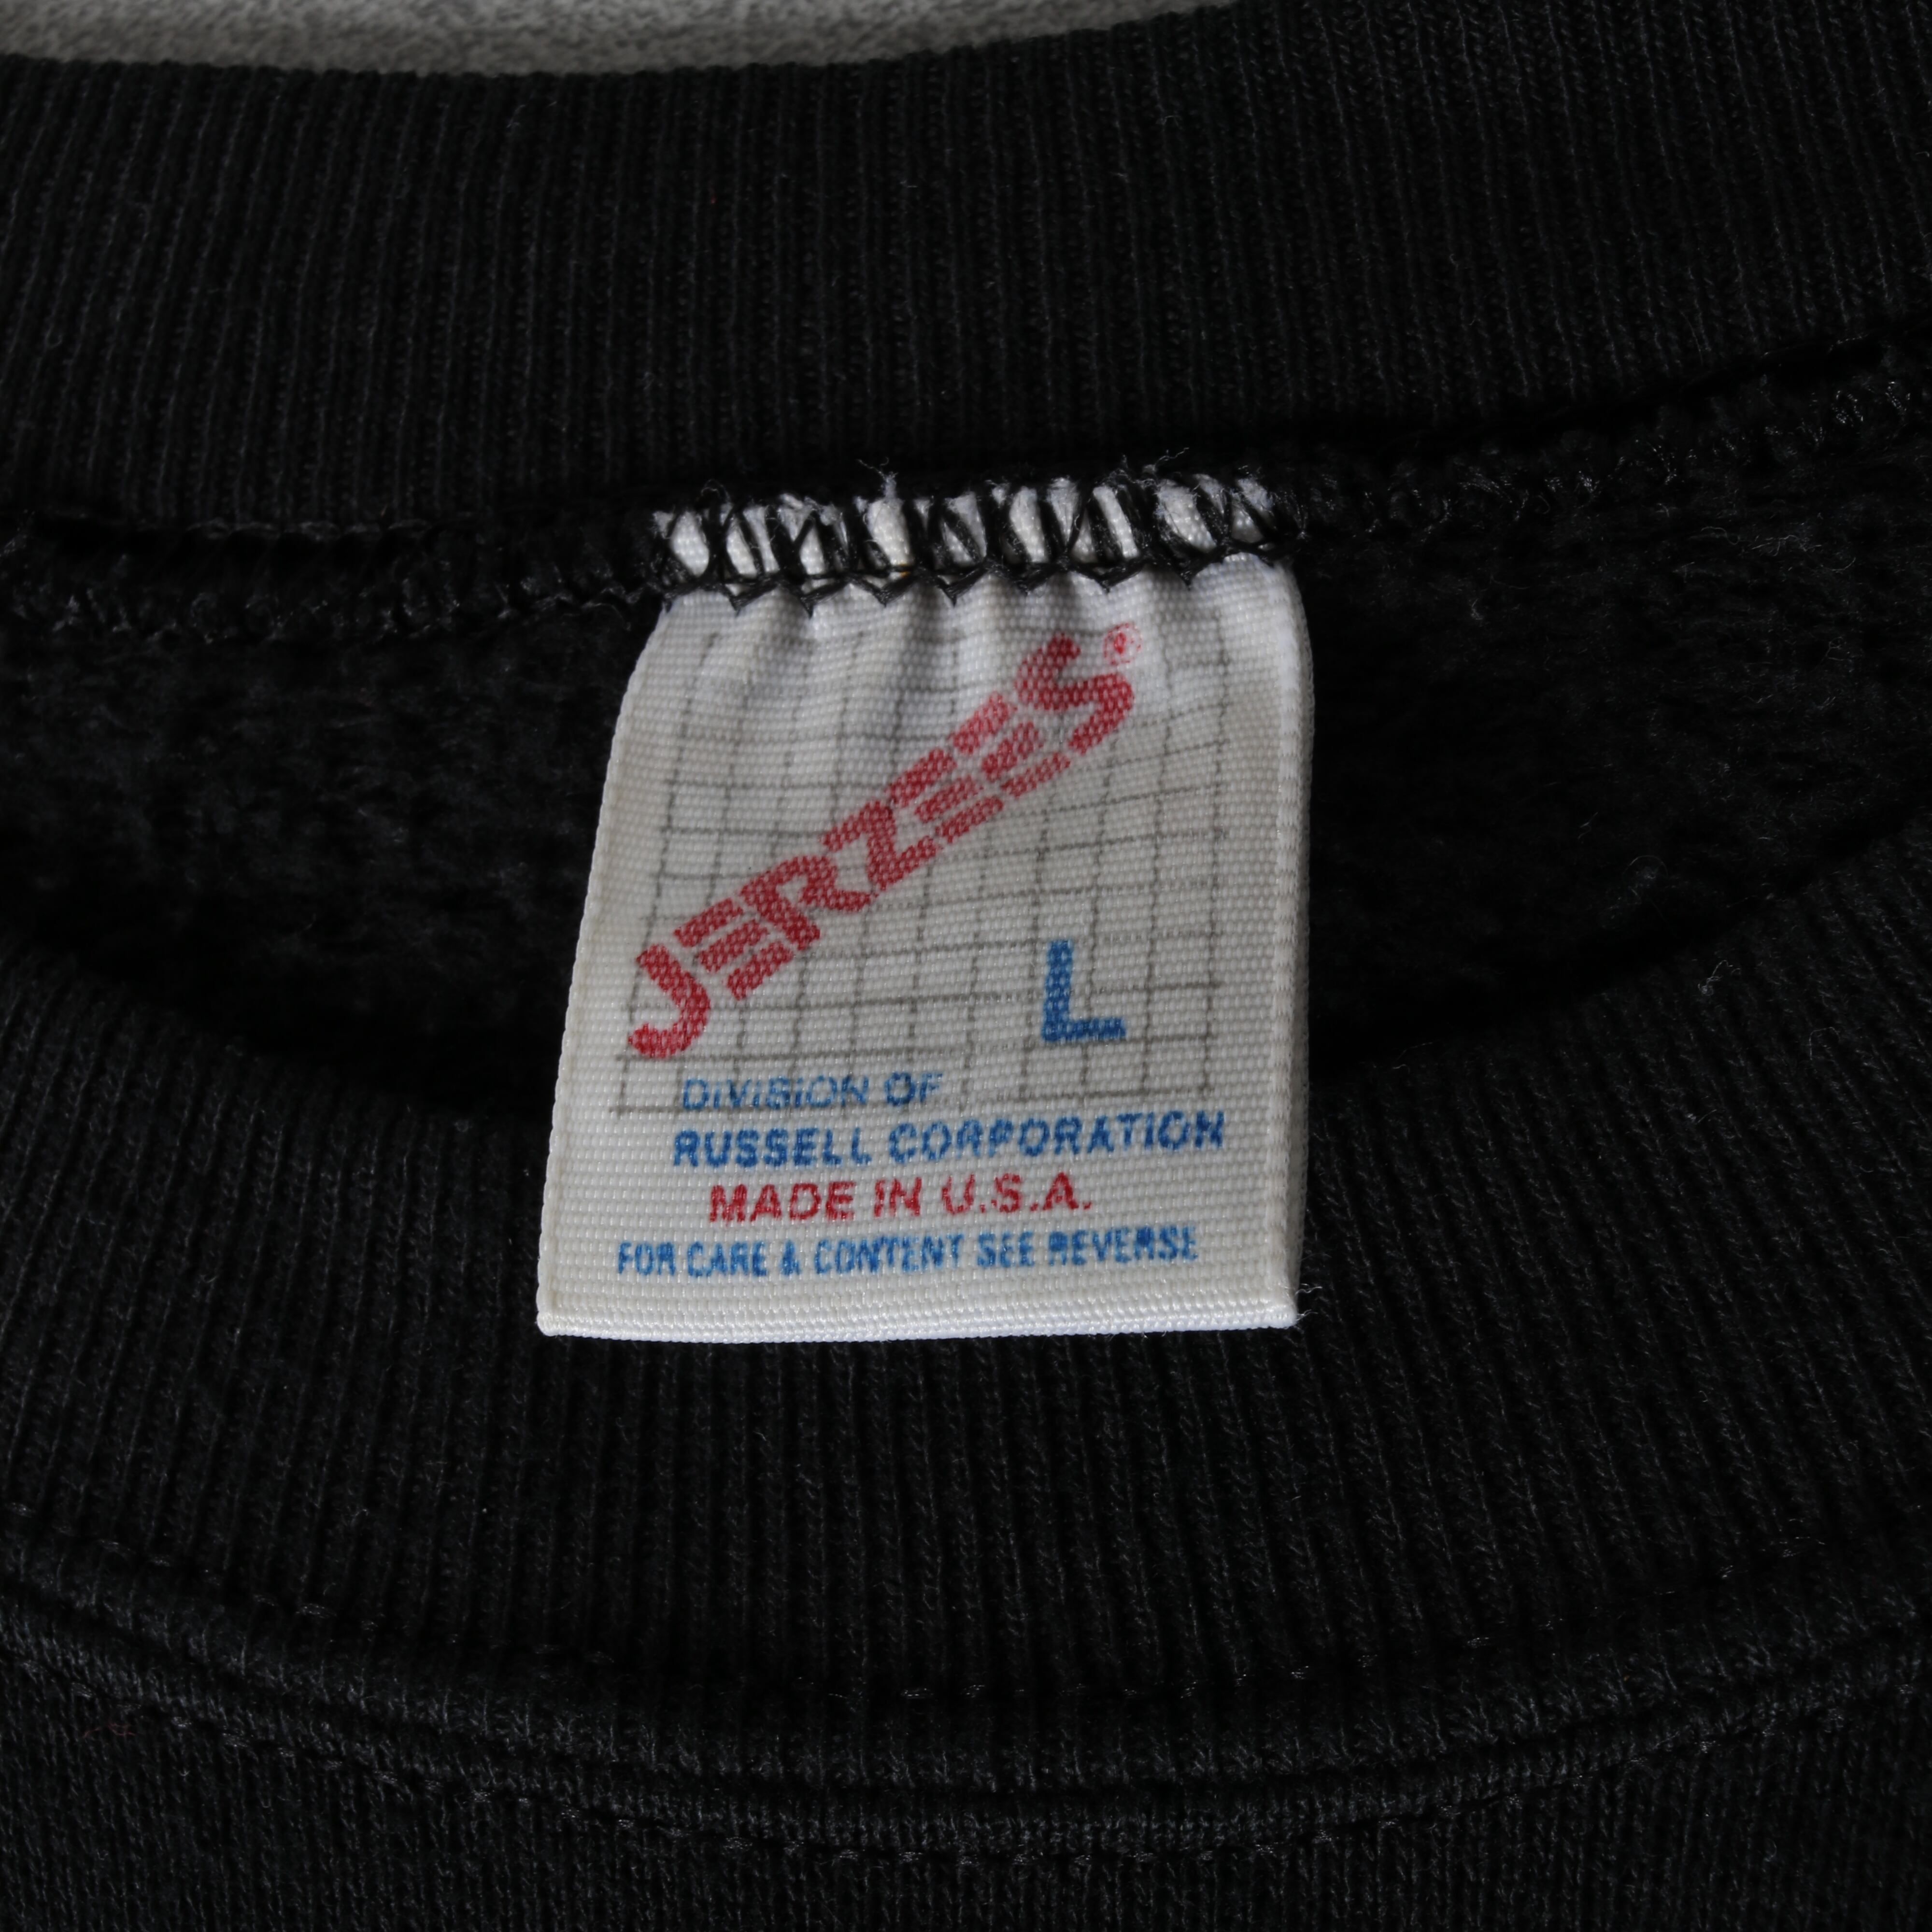 JERZEES®
L
DIVISION OF
RUSSELL CORPORATION
MADE IN U.S.A.
FOR CARE & CONTENT SEE REVERSE